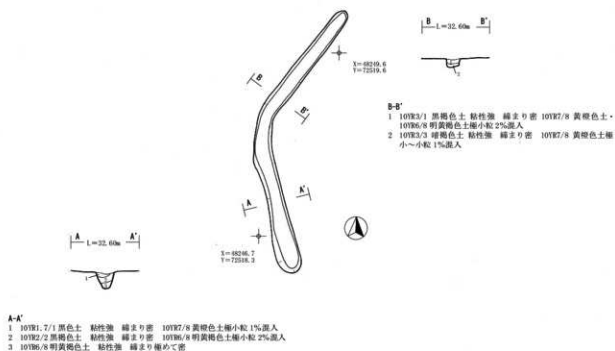 B B'
L=32.60m
X=48249.6
Y=72519.6
B
B'
2
B-B'
1 10YR3/1 黒褐色土 粘性強 締まり密 10YR7/8 黄橙色土・
10YR6/8 明黄褐色土極小粒 2%混入
2 10YR3/3 暗褐色土 粘性強 締まり密 10YR7/8 黄橙色土極
小~小粒 1%混入
A'
A
A A'
L=32.60m
X=48246.7
Y=72518.3
1
A-A'
1 10YR1.7/1 黒色土 粘性強 締まり密 10YR7/8 黄橙色土極小粒 1%混入
2 10YR2/2 黒褐色土 粘性強 締まり密 10YR6/8 明黄褐色土極小粒 2%混入
3 10YR6/8 明黄褐色土 粘性強 締まり極めて密